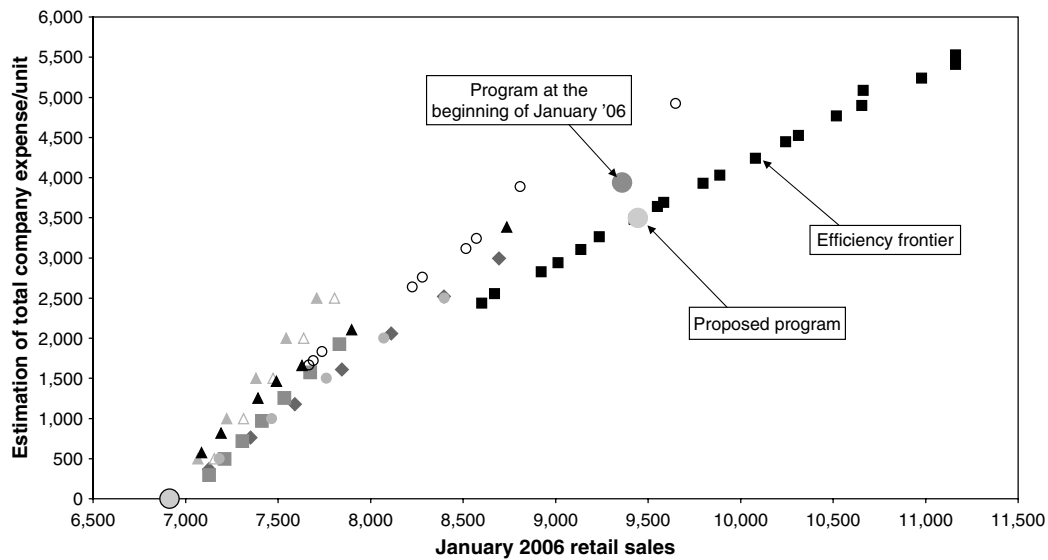 6,000
5,500
5,000
4,500
4,000
3,500
3,000
2,500
2,000
1,500
1,000
500
0
Estimation of total company expense/unit
Program at the
beginning of January ’06
Efficiency frontier
Proposed program
6,500 7,000 7,500 8,000 8,500 9,000 9,500 10,000 10,500 11,000 11,500
January 2006 retail sales